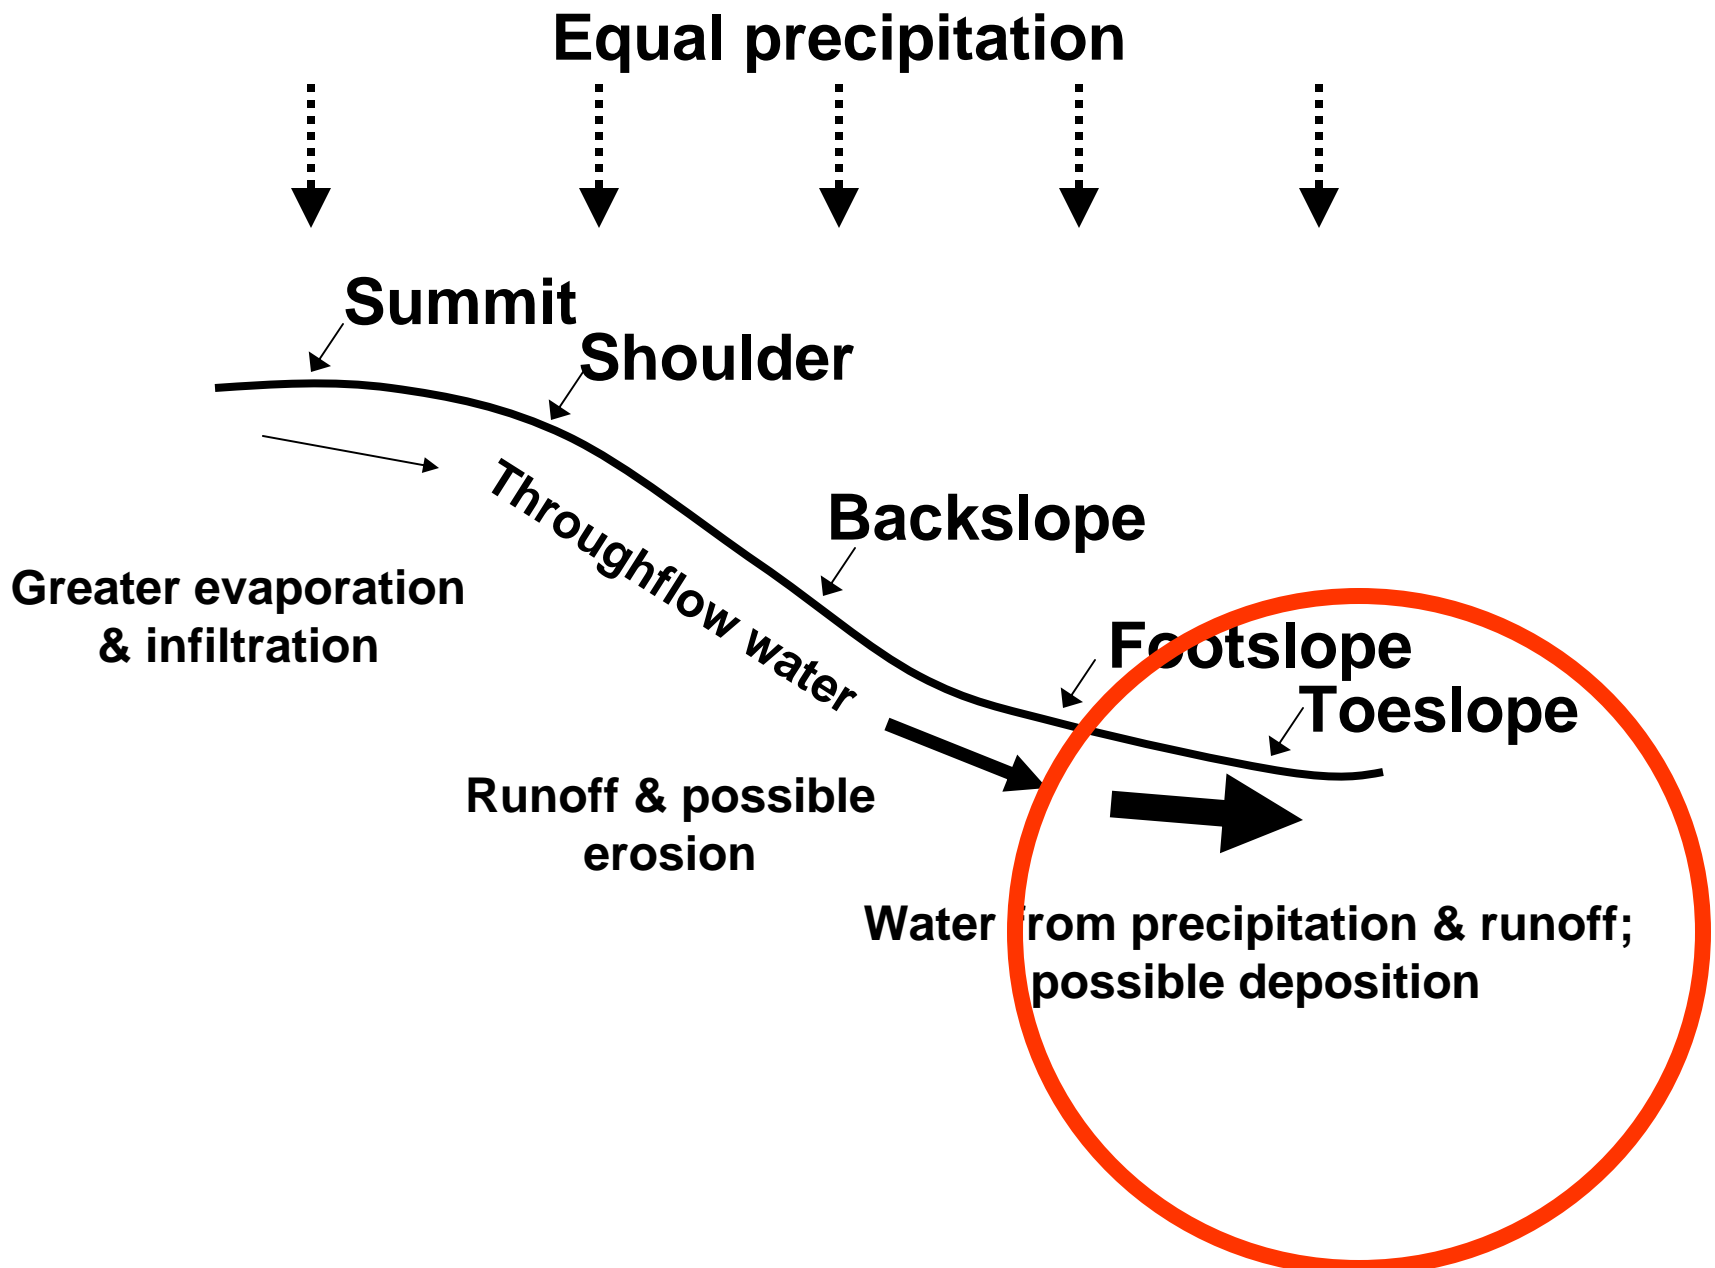 Equal precipitation
Summit
Shoulder
Throughflow water
Backslope
Greater evaporation
& infiltration
Footslope
Toeslope
Runoff & possible
erosion
Water from precipitation & runoff;
possible deposition